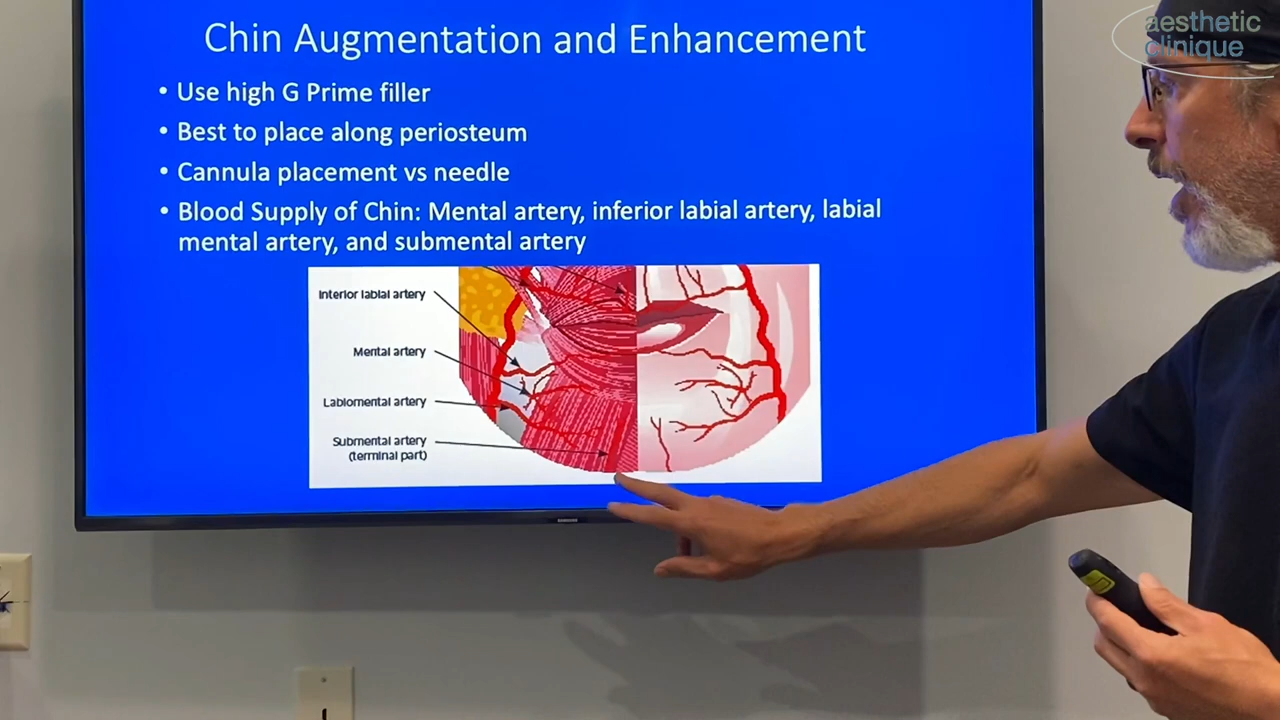 aesthetic
clinique
Chin Augmentation and Enhancement
• Use high G Prime filler
• Best to place along periosteum
• Cannula placement vs needle
• Blood Supply of Chin: Mental artery, inferior labial artery, labial
mental artery, and submental artery
Interior labial artery
Mental artery
Labiomental artery
Submental artery
(terminal part)